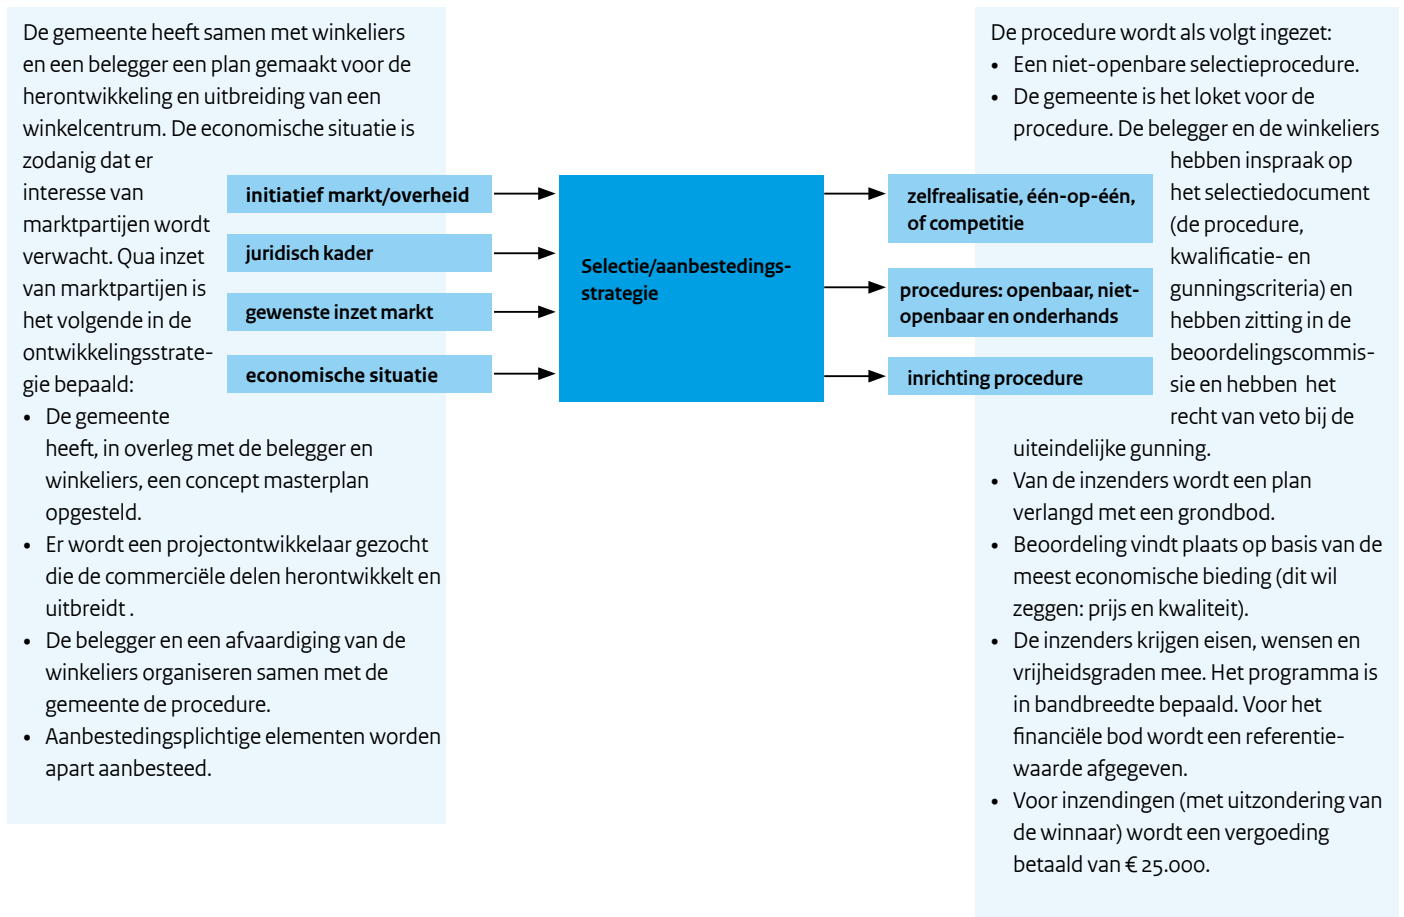 De gemeente heeft samen met winkeliers
en een belegger een plan gemaakt voor de
herontwikkeling en uitbreiding van een
winkelcentrum. De economische situatie is
zodanig dat er
interesse van
marktpartijen wordt
verwacht. Qua inzet
van marktpartijen is
het volgende in de
ontwikkelingsstrate-
gie bepaald:
• De gemeente
heeft, in overleg met de belegger en
winkeliers, een concept masterplan
opgesteld.
• Er wordt een projectontwikkelaar gezocht
die de commerciële delen herontwikkelt en
uitbreidt .
• De belegger en een afvaardiging van de
winkeliers organiseren samen met de
gemeente de procedure.
• Aanbestedingsplichtige elementen worden
apart aanbesteed.
initiatief markt/overheid
juridisch kader
gewenste inzet markt
economische situatie
Selectie/aanbestedings-
strategie
zelfrealisatie, één-op-één,
of competitie
procedures: openbaar, niet-
openbaar en onderhands
inrichting procedure
De procedure wordt als volgt ingezet:
• Een niet-openbare selectieprocedure.
• De gemeente is het loket voor de
procedure. De belegger en de winkeliers
hebben inspraak op
het selectiedocument
(de procedure,
kwalificatie- en
gunningscriteria) en
hebben zitting in de
beoordelingscommis-
sie en hebben het
recht van veto bij de
uiteindelijke gunning.
• Van de inzenders wordt een plan
verlangd met een grondbod.
• Beoordeling vindt plaats op basis van de
meest economische bieding (dit wil
zeggen: prijs en kwaliteit).
• De inzenders krijgen eisen, wensen en
vrijheidsgraden mee. Het programma is
in bandbreedte bepaald. Voor het
financiële bod wordt een referentie-
waarde afgegeven.
• Voor inzendingen (met uitzondering van
de winnaar) wordt een vergoeding
betaald van € 25.000.